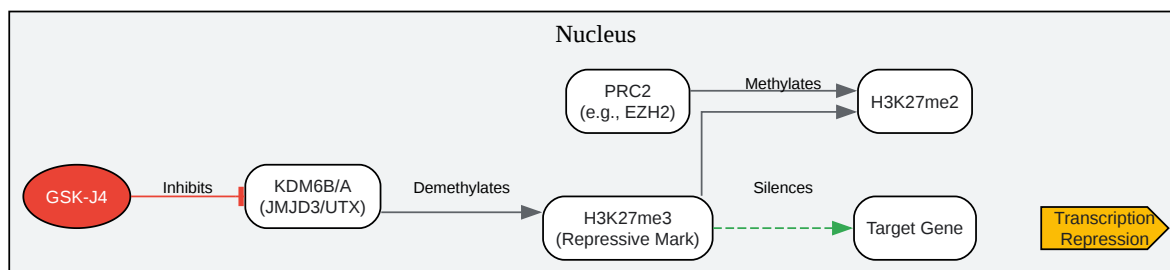 Nucleus
PRC2
(e.g., EZH2)
Methylates
H3K27me2
GSK-J4
Inhibits
KDM6B/A
(JMJD3/UTX)
Demethylates
H3K27me3
(Repressive Mark)
Silences
Target Gene
Transcription
Repression